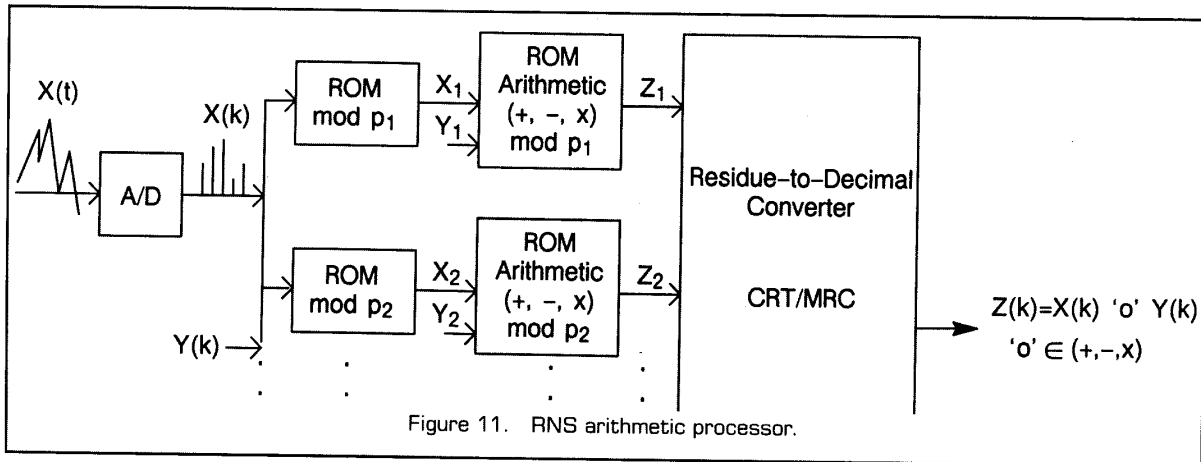 X(t)
A/D
X(k)
Y(k)
ROM
mod p₁
X₁
Y₁
ROM
Arithmetic
(+, −, x)
mod p₁
Z₁
ROM
mod p₂
X₂
Y₂
ROM
Arithmetic
(+, −, x)
mod p₂
Z₂
Residue–to–Decimal
Converter
CRT/MRC
Z(k)=X(k) ‘o’ Y(k)
‘o’ ∈ (+,−,x)
Figure 11. RNS arithmetic processor.